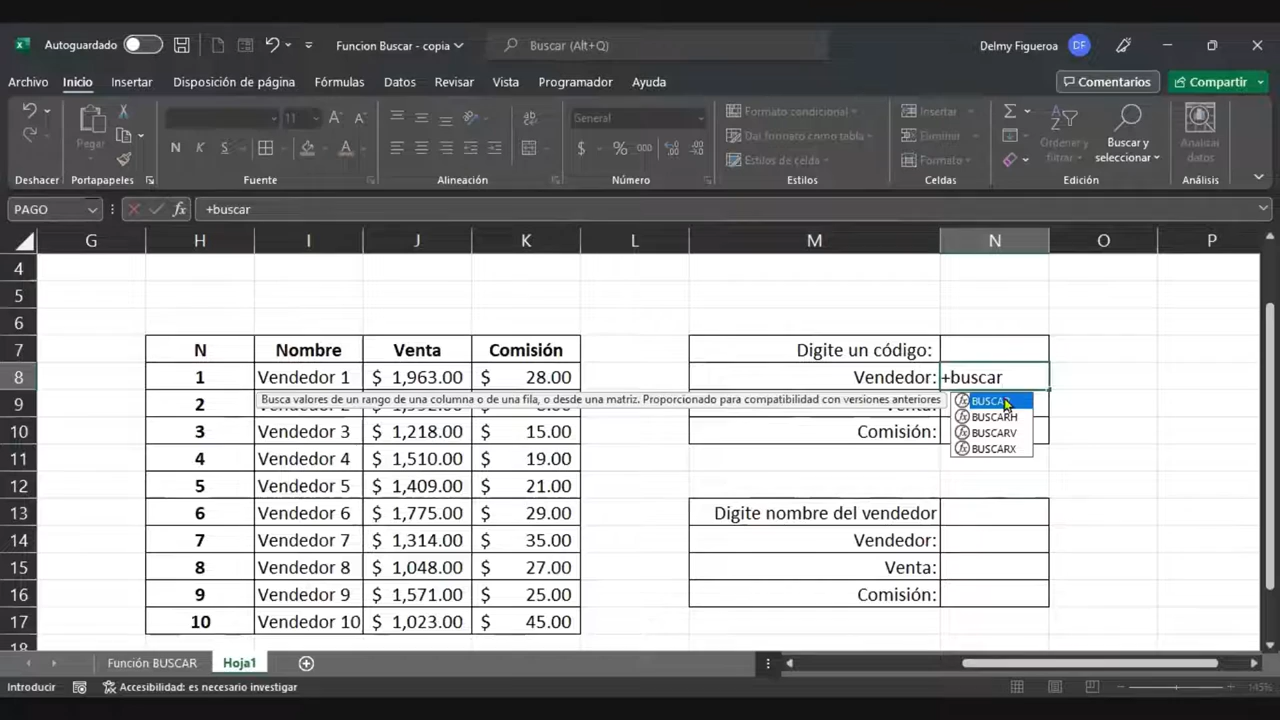 Autoguardado
Funcion Buscar - copia
Buscar (Alt+Q)
Delmy Figueroa
DF
Archivo Inicio Insertar Disposición de página Fórmulas Datos Revisar Vista Programador Ayuda
Comentarios
Compartir
Pegar
11
General
Formato condicional
Dar formato como tabla
Estilos de celda
Insertar
Eliminar
Formato
Ordenar y filtrar
Buscar y seleccionar
Analizar datos
Deshacer Portapapeles Fuente Alineación Número Estilos Celdas Edición Análisis
PAGO
+buscar
G H I J K L M N O P
4
5
6
7 N Nombre Venta Comisión Digite un código:
8 1 Vendedor 1 $ 1,963.00 $ 28.00 Vendedor: +buscar
Busca valores de un rango de una columna o de una fila, o desde una matriz. Proporcionado para compatibilidad con versiones anteriores
BUSCARH
BUSCARV
BUSCARX
9 2
10 3 Vendedor 3 $ 1,218.00 $ 15.00 Comisión:
11 4 Vendedor 4 $ 1,510.00 $ 19.00
12 5 Vendedor 5 $ 1,409.00 $ 21.00
13 6 Vendedor 6 $ 1,775.00 $ 29.00 Digite nombre del vendedor
14 7 Vendedor 7 $ 1,314.00 $ 35.00 Vendedor:
15 8 Vendedor 8 $ 1,048.00 $ 27.00 Venta:
16 9 Vendedor 9 $ 1,571.00 $ 25.00 Comisión:
17 10 Vendedor 10 $ 1,023.00 $ 45.00
18
Función BUSCAR Hoja1
Introducir
Accesibilidad: es necesario investigar
145%